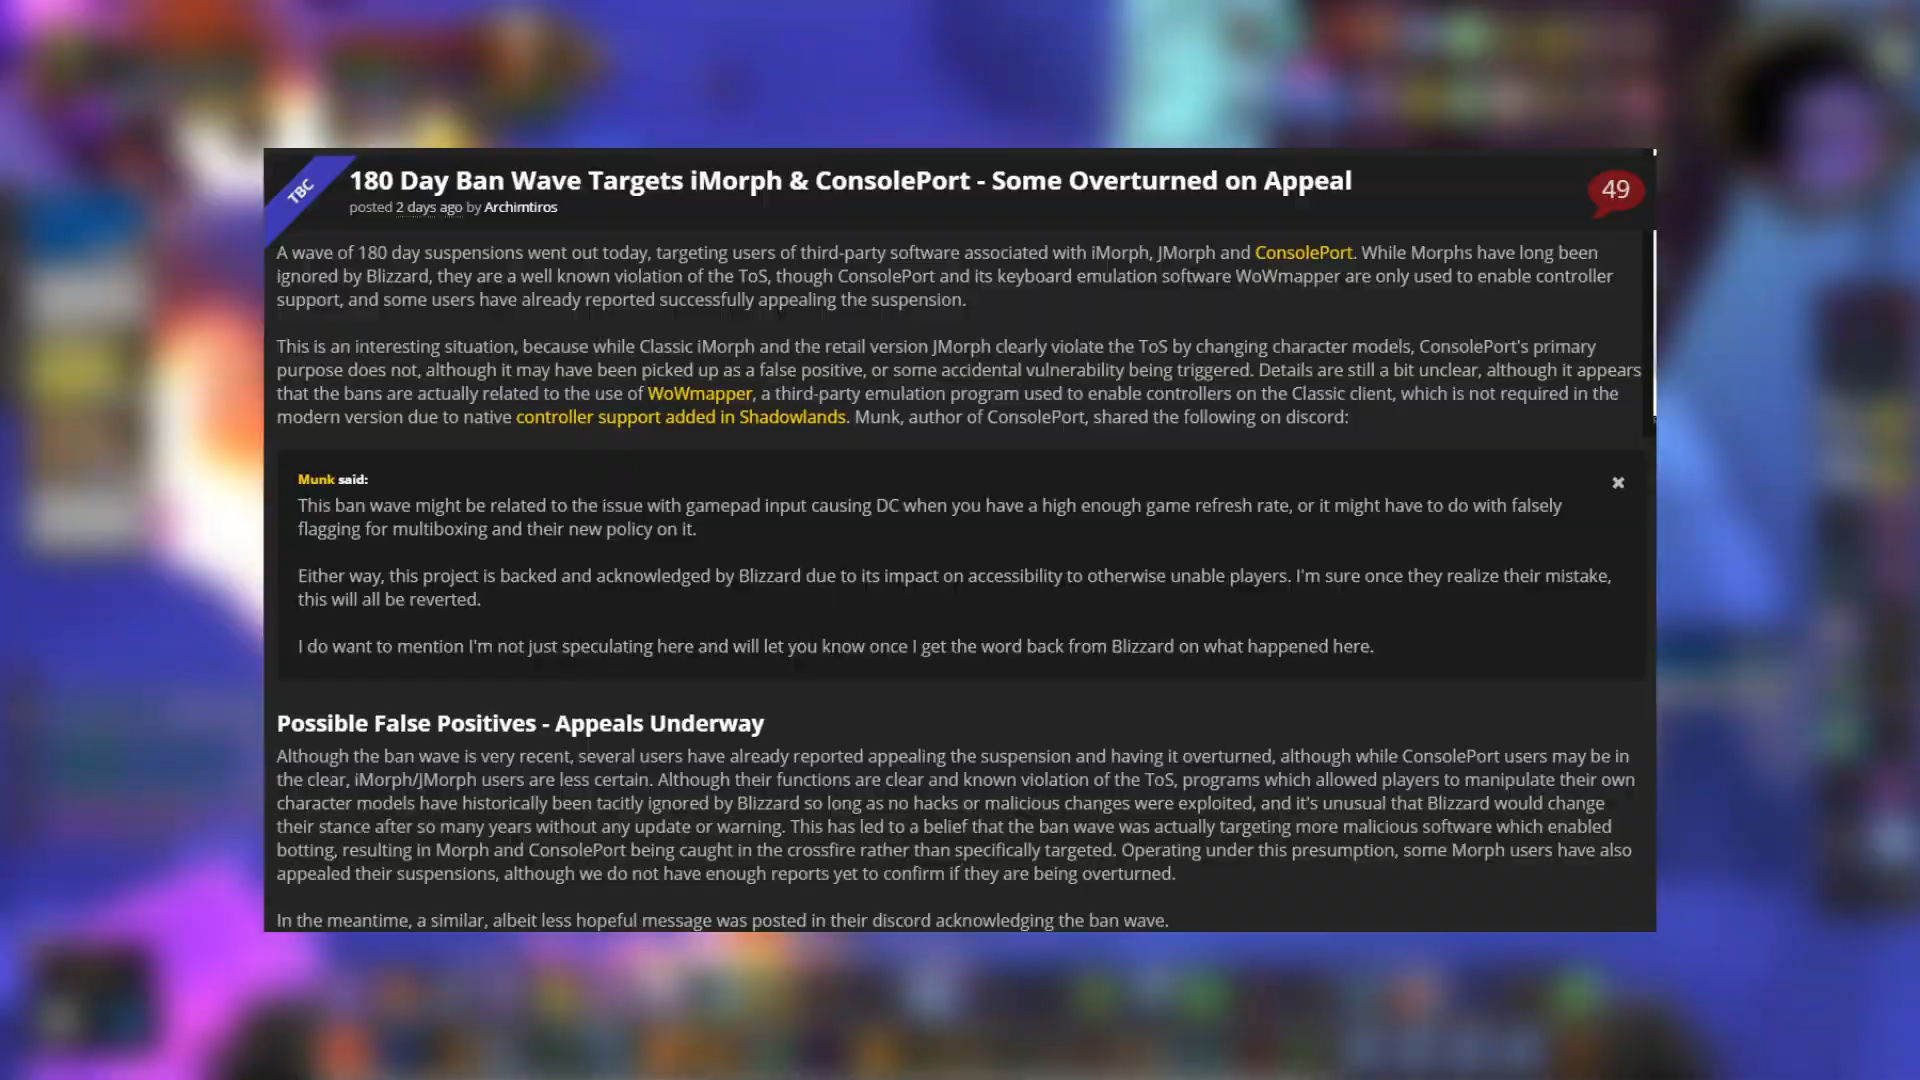 TBC
180 Day Ban Wave Targets iMorph & ConsolePort - Some Overturned on Appeal
posted 2 days ago by Archimtiros
49
A wave of 180 day suspensions went out today, targeting users of third-party software associated with iMorph, JMorph and ConsolePort. While Morphs have long been
ignored by Blizzard, they are a well known violation of the ToS, though ConsolePort and its keyboard emulation software WoWmapper are only used to enable controller
support, and some users have already reported successfully appealing the suspension.
This is an interesting situation, because while Classic iMorph and the retail version JMorph clearly violate the ToS by changing character models, ConsolePort's primary
purpose does not, although it may have been picked up as a false positive, or some accidental vulnerability being triggered. Details are still a bit unclear, although it appears
that the bans are actually related to the use of WoWmapper, a third-party emulation program used to enable controllers on the Classic client, which is not required in the
modern version due to native controller support added in Shadowlands. Munk, author of ConsolePort, shared the following on discord:
Munk said:
This ban wave might be related to the issue with gamepad input causing DC when you have a high enough game refresh rate, or it might have to do with falsely
flagging for multiboxing and their new policy on it.
Either way, this project is backed and acknowledged by Blizzard due to its impact on accessibility to otherwise unable players. I'm sure once they realize their mistake,
this will all be reverted.
I do want to mention I'm not just speculating here and will let you know once I get the word back from Blizzard on what happened here.
Possible False Positives - Appeals Underway
Although the ban wave is very recent, several users have already reported appealing the suspension and having it overturned, although while ConsolePort users may be in
the clear, iMorph/JMorph users are less certain. Although their functions are clear and known violation of the ToS, programs which allowed players to manipulate their own
character models have historically been tacitly ignored by Blizzard so long as no hacks or malicious changes were exploited, and it's unusual that Blizzard would change
their stance after so many years without any update or warning. This has led to a belief that the ban wave was actually targeting more malicious software which enabled
botting, resulting in Morph and ConsolePort being caught in the crossfire rather than specifically targeted. Operating under this presumption, some Morph users have also
appealed their suspensions, although we do not have enough reports yet to confirm if they are being overturned.
In the meantime, a similar, albeit less hopeful message was posted in their discord acknowledging the ban wave.